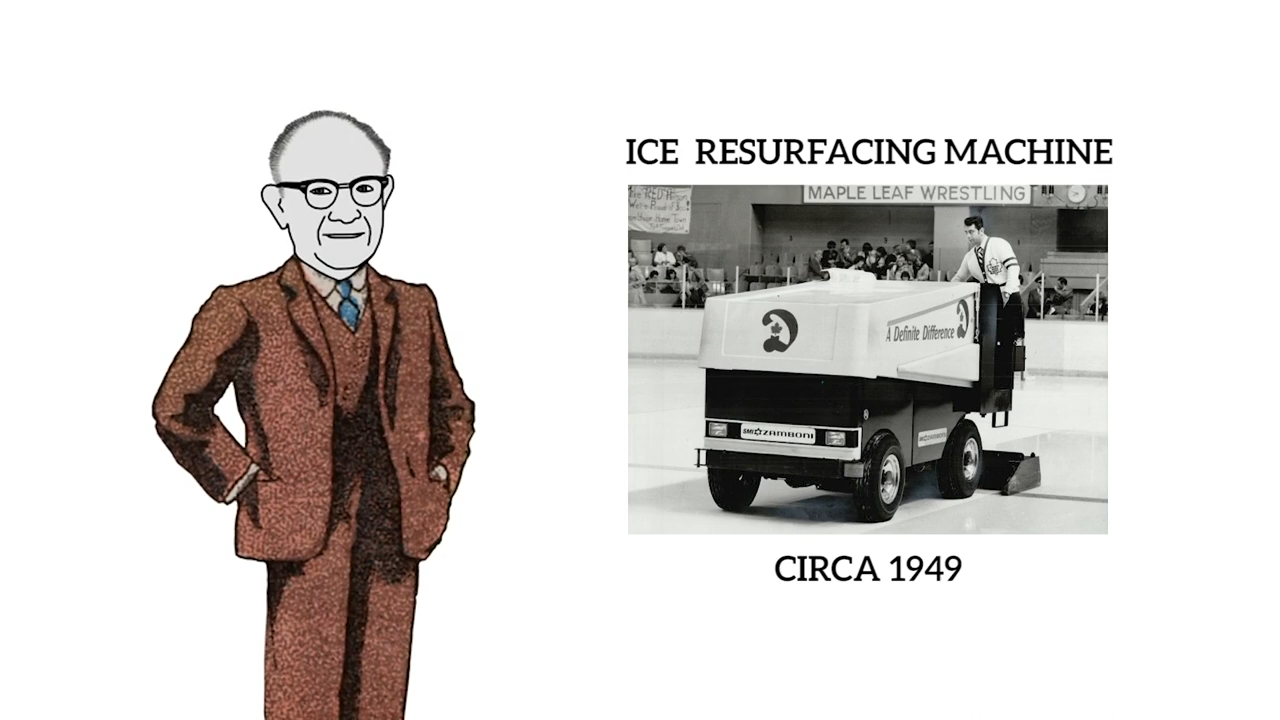 ICE RESURFACING MACHINE
MAPLE LEAF WRESTLING
A Definite Difference
ZAMBONI
CIRCA 1949